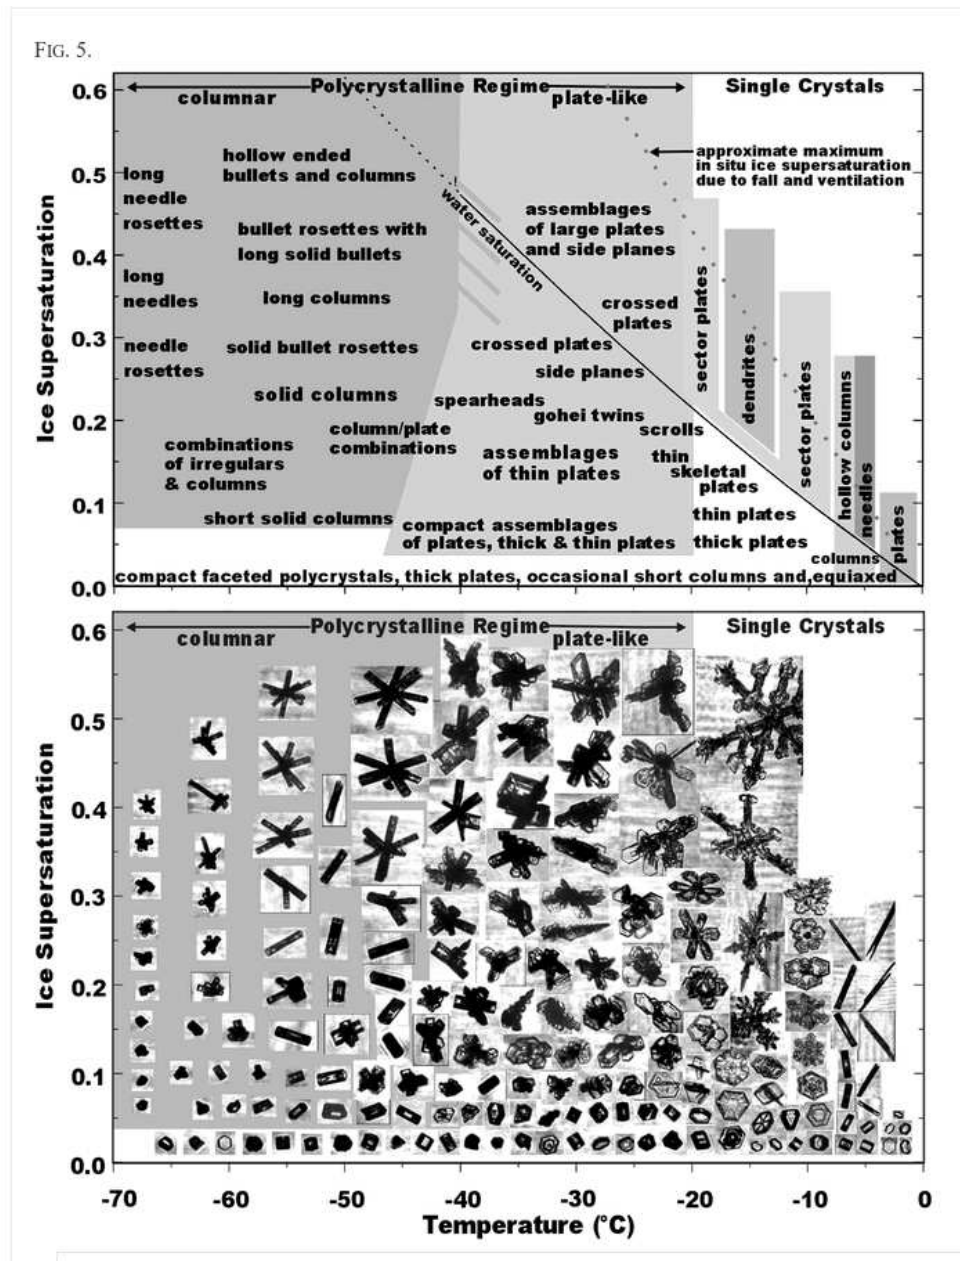 FIG. 5.
Polycrystalline Regime
columnar
plate-like
Single Crystals
approximate maximum
in situ ice supersaturation
due to fall and ventilation
hollow ended
bullets and columns
long
needle
rosettes
bullet rosettes with
long solid bullets
long
needles
long columns
needle
rosettes
solid bullet rosettes
solid columns
combinations
of irregulars
& columns
column/plate
combinations
short solid columns
water saturation
assemblages
of large plates
and side planes
crossed
plates
crossed plates
side planes
spearheads
gohei twins
scrolls
assemblages
of thin plates
thin
skeletal
plates
compact assemblages
of plates, thick & thin plates
thin plates
thick plates
sector plates
dendrites
sector plates
hollow columns
needles
plates
columns
compact faceted polycrystals, thick plates, occasional short columns and,equiaxed
Ice Supersaturation
0.6
0.5
0.4
0.3
0.2
0.1
0.0
Polycrystalline Regime
columnar
plate-like
Single Crystals
Ice Supersaturation
0.6
0.5
0.4
0.3
0.2
0.1
0.0
-70 -60 -50 -40 -30 -20 -10 0
Temperature (°C)